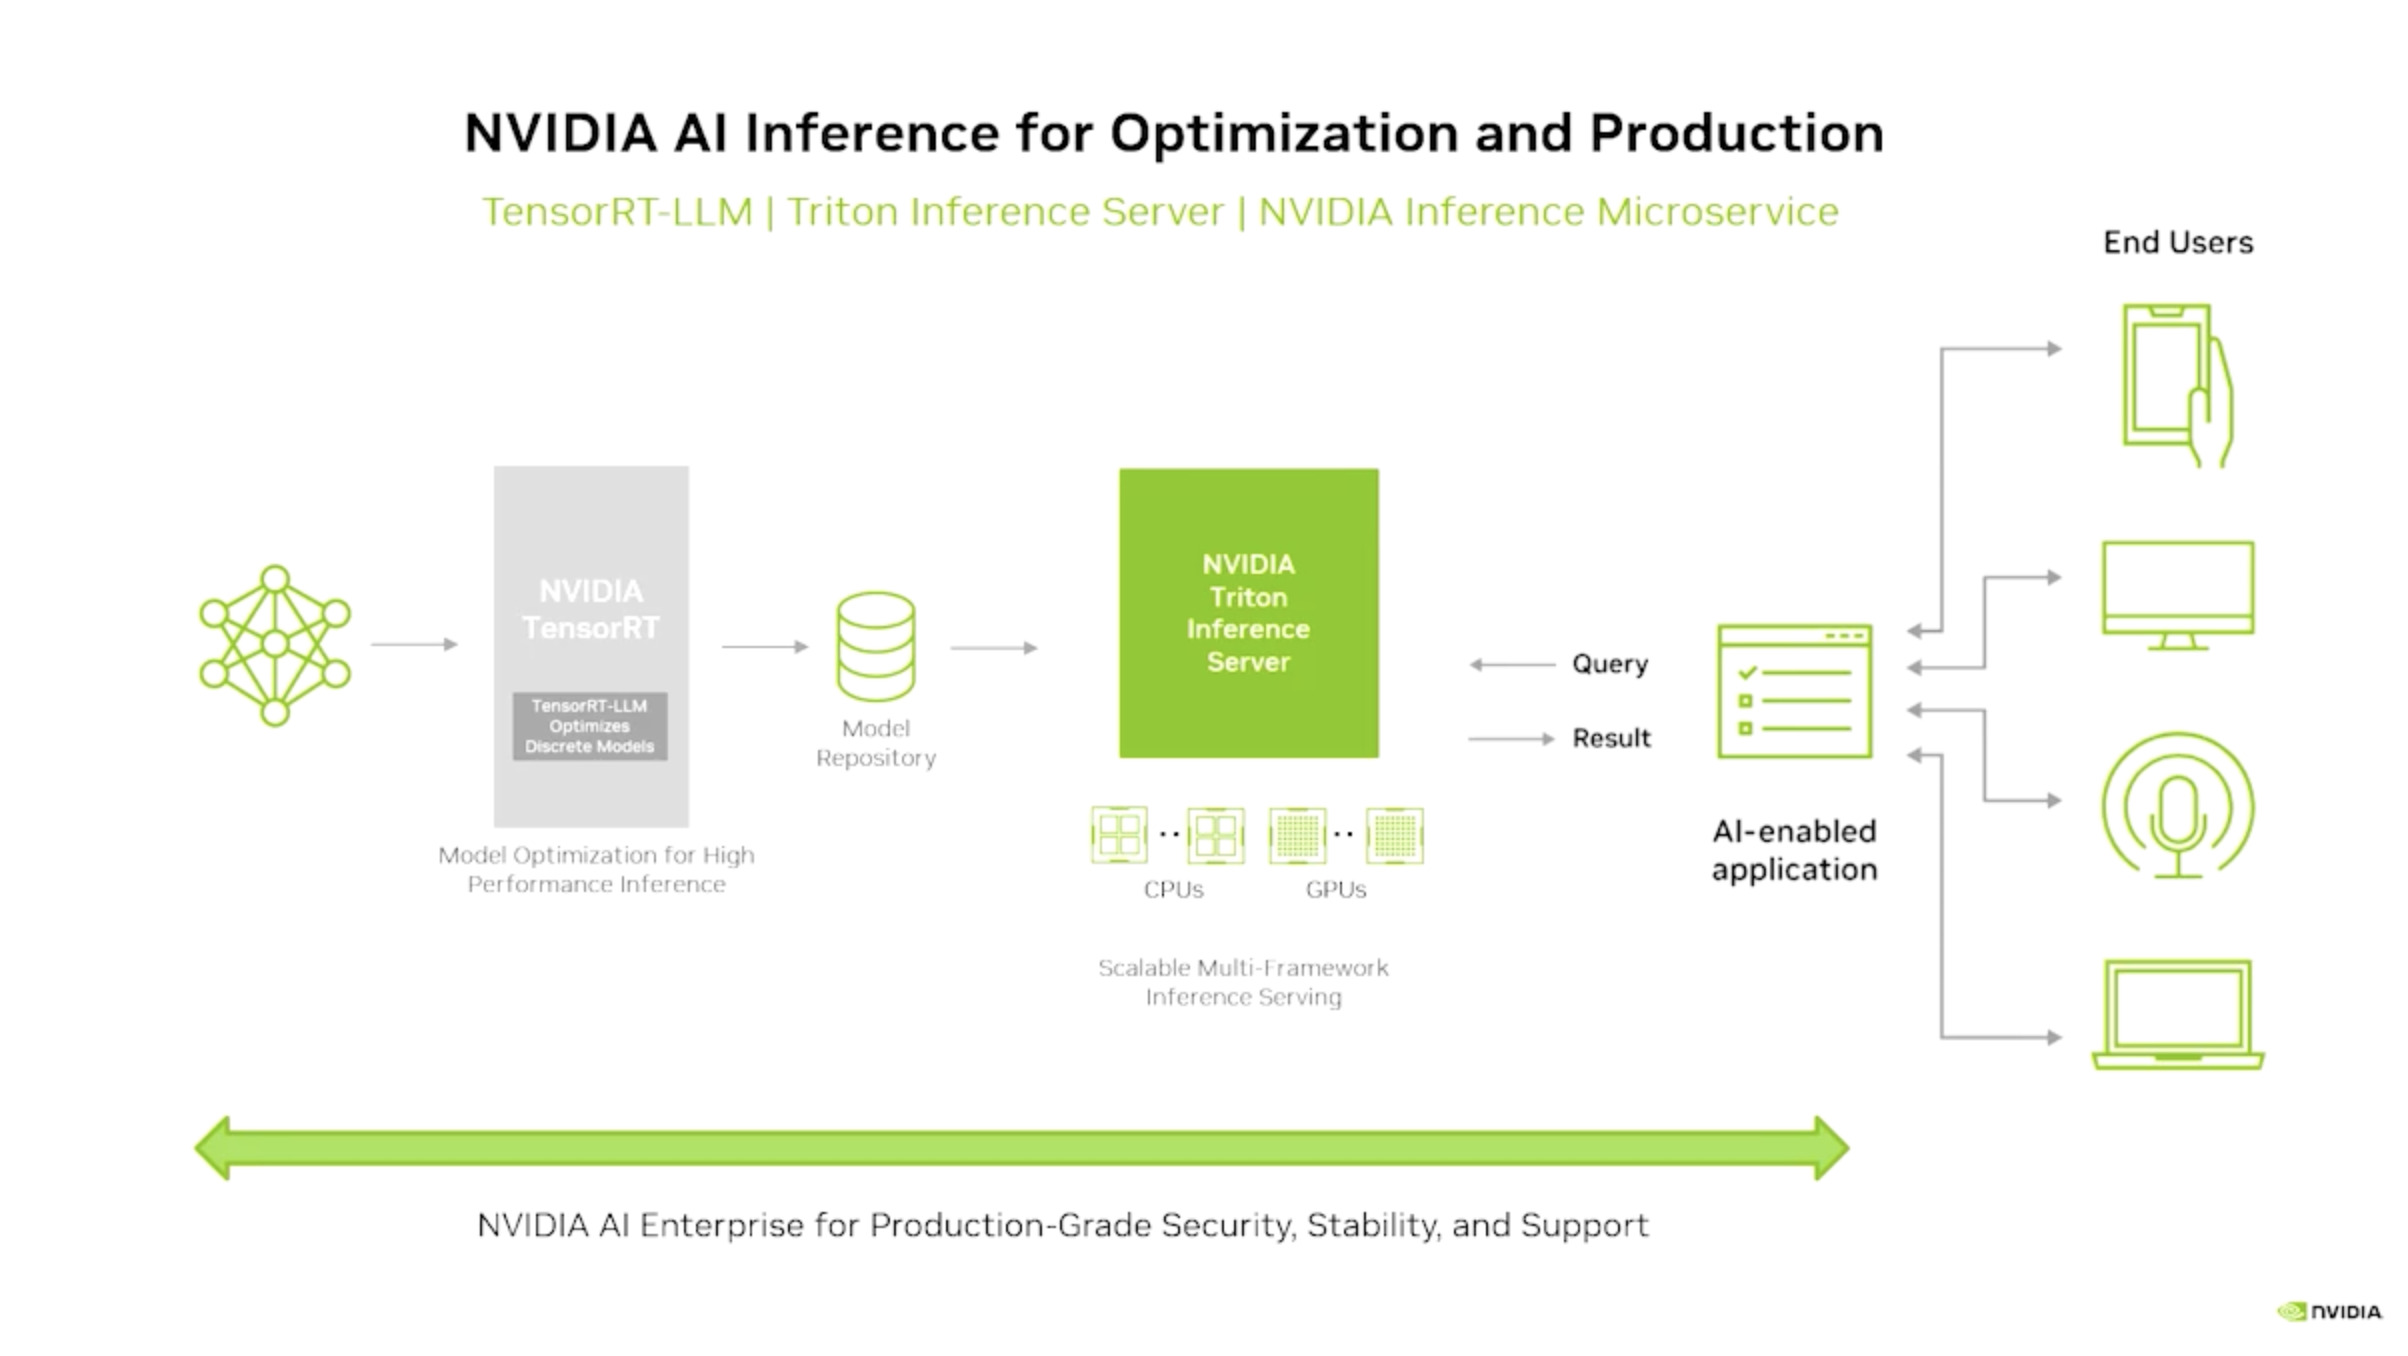 NVIDIA AI Inference for Optimization and Production
TensorRT-LLM | Triton Inference Server | NVIDIA Inference Microservice
End Users
NVIDIA
TensorRT
TensorRT-LLM
Optimizes
Discrete Models
Model Optimization for High
Performance Inference
Model
Repository
NVIDIA
Triton
Inference
Server
CPUs
GPUs
Scalable Multi-Framework
Inference Serving
Query
Result
AI-enabled
application
NVIDIA AI Enterprise for Production-Grade Security, Stability, and Support
NVIDIA